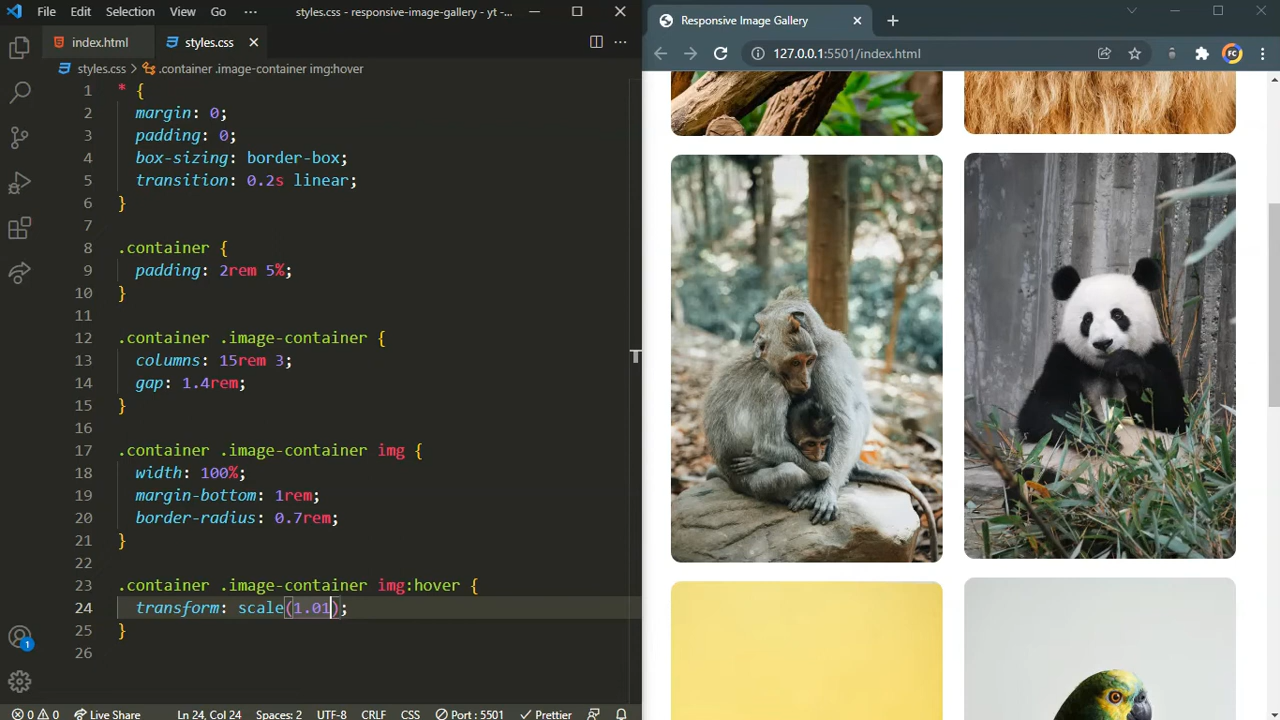 File Edit Selection View Go ··· styles.css - responsive-image-gallery - yt -...
index.html styles.css
styles.css > .container .image-container img:hover
1 * {
2 margin: 0;
3 padding: 0;
4 box-sizing: border-box;
5 transition: 0.2s linear;
6 }
7
8 .container {
9 padding: 2rem 5%;
10 }
11
12 .container .image-container {
13 columns: 15rem 3;
14 gap: 1.4rem;
15 }
16
17 .container .image-container img {
18 width: 100%;
19 margin-bottom: 1rem;
20 border-radius: 0.7rem;
21 }
22
23 .container .image-container img:hover {
24 transform: scale(1.01);
25 }
26
1
0 0 Live Share Ln 24, Col 24 Spaces: 2 UTF-8 CRLF CSS Port : 5501 Prettier
Responsive Image Gallery
127.0.0.1:5501/index.html
FC
T